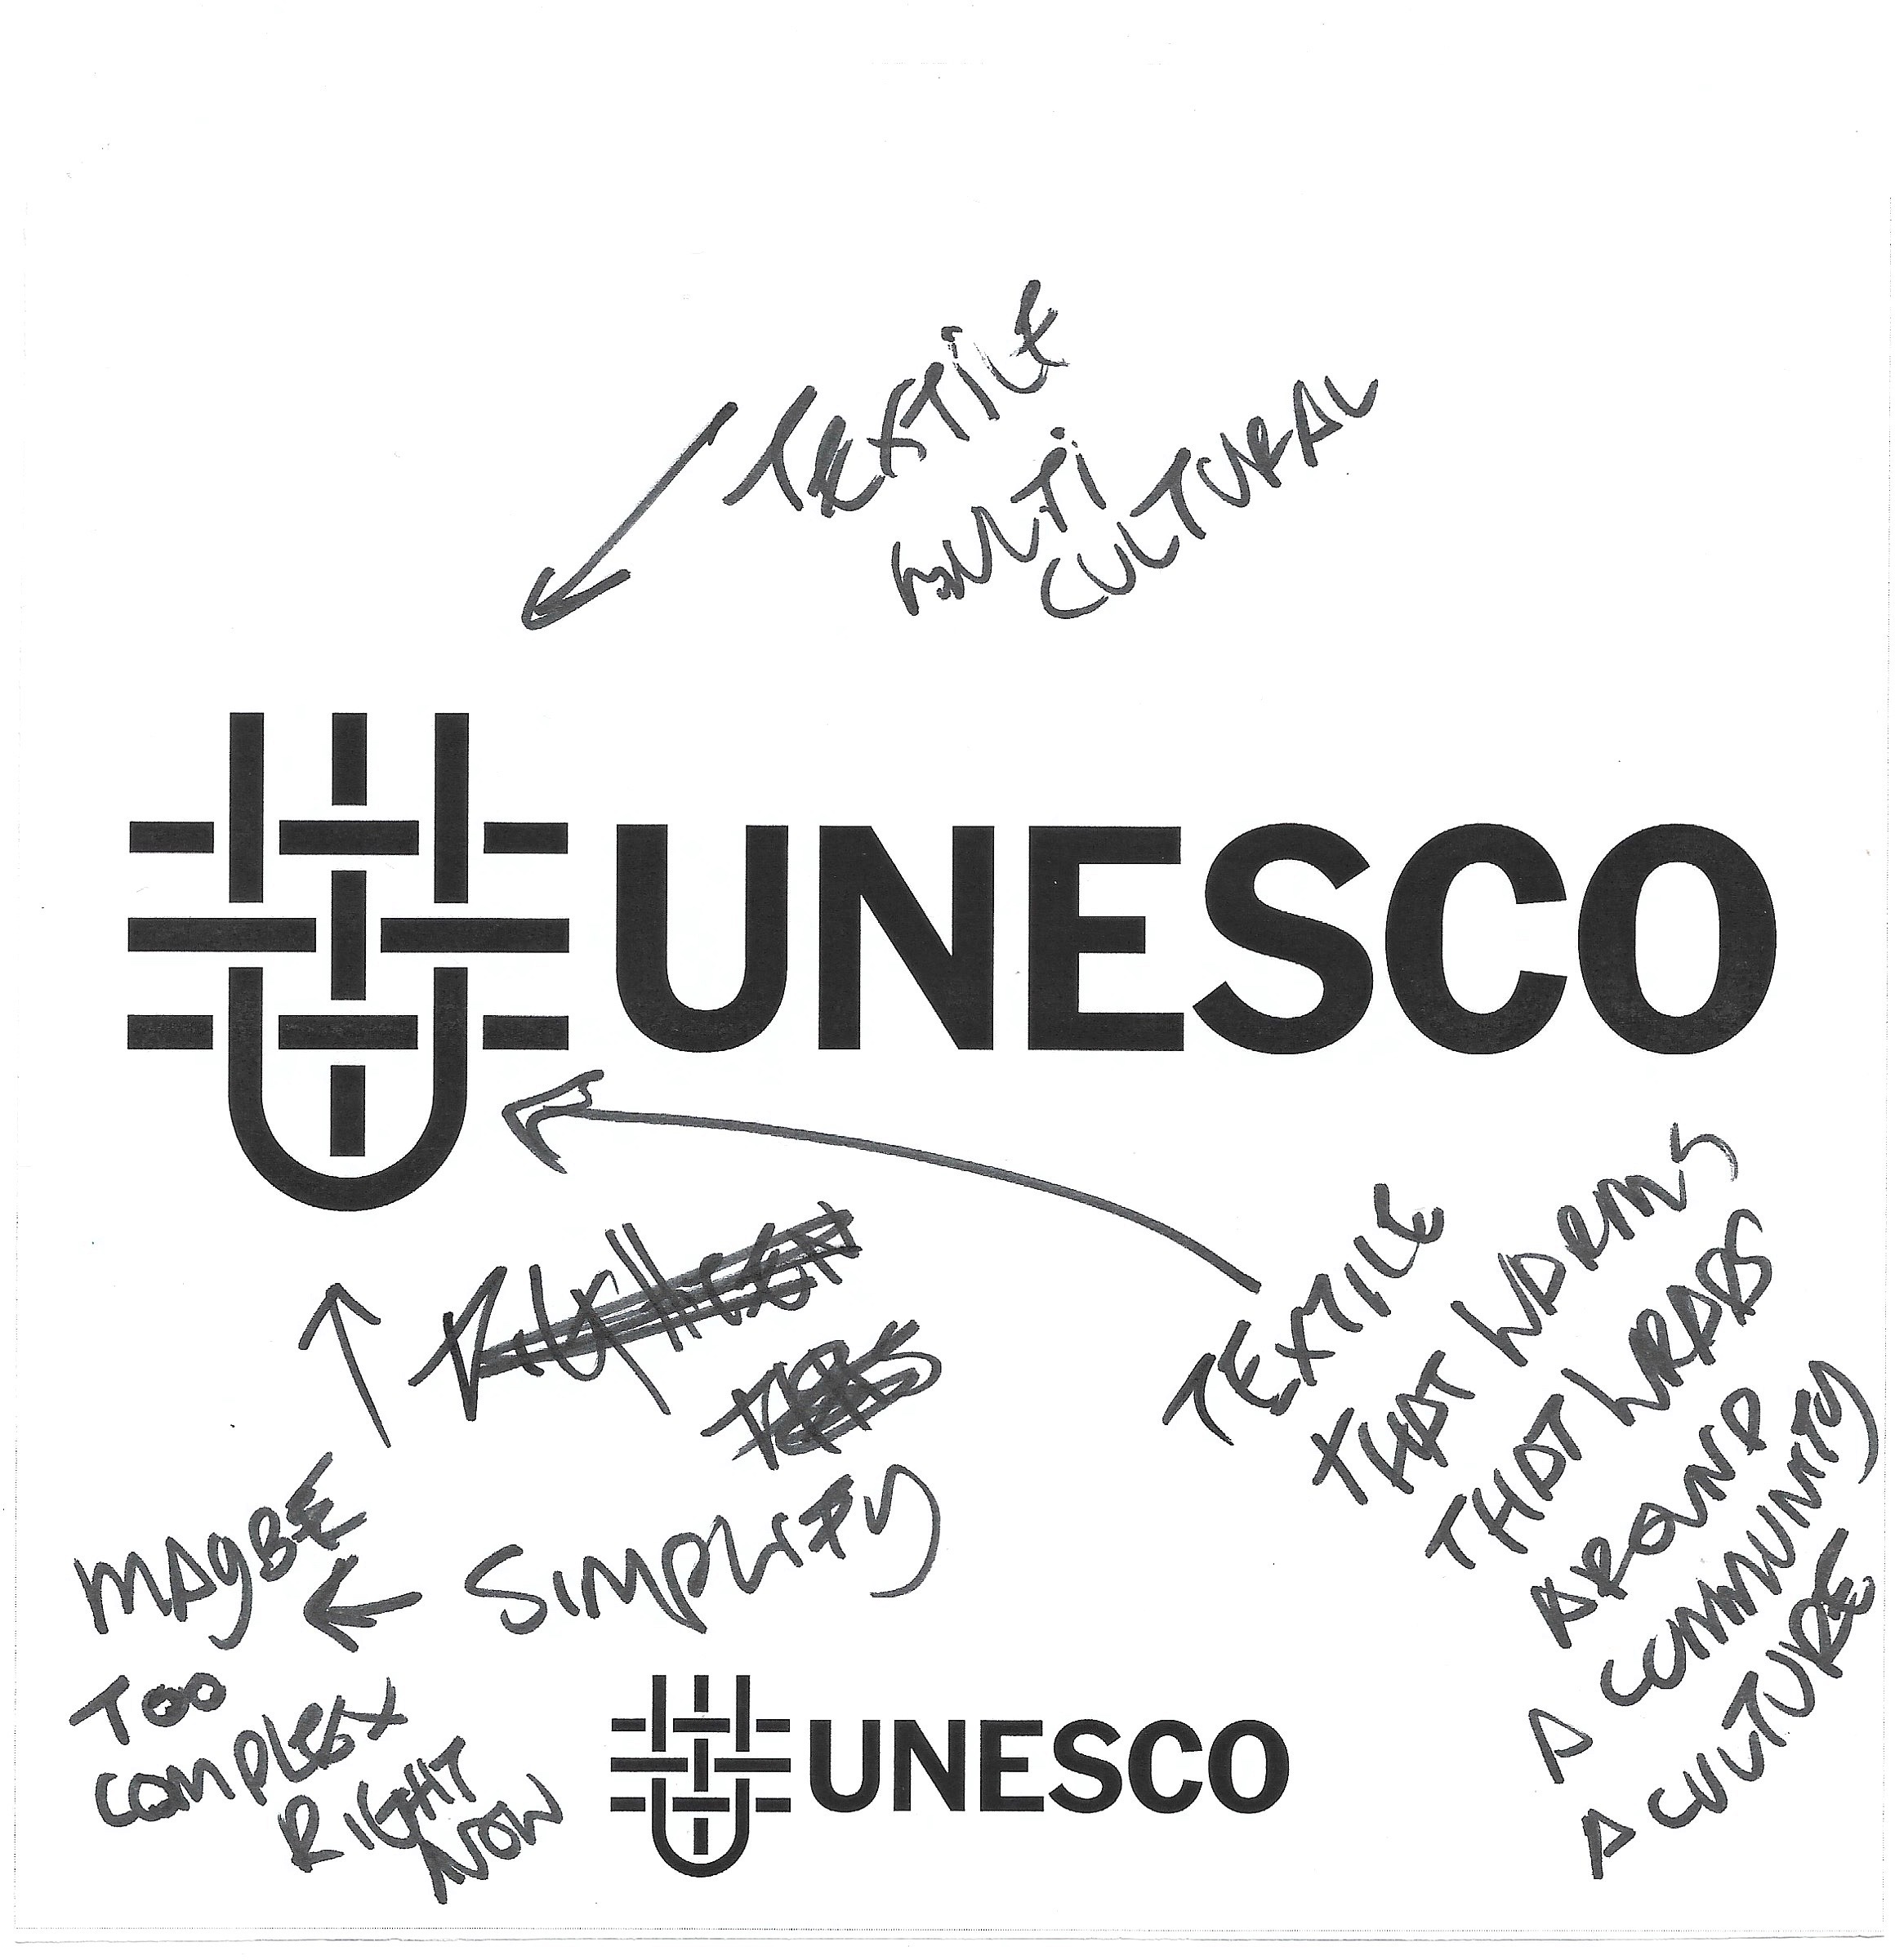 TEXTILE
MULTI
CULTURAL
UNESCO
TEXTILE
THAT WARMS
THAT WRAPS
AROUND
A COMMUNITY
A CULTURE
SIMPLIFY
MAYBE
TOO
COMPLEX
RIGHT
NOW
UNESCO